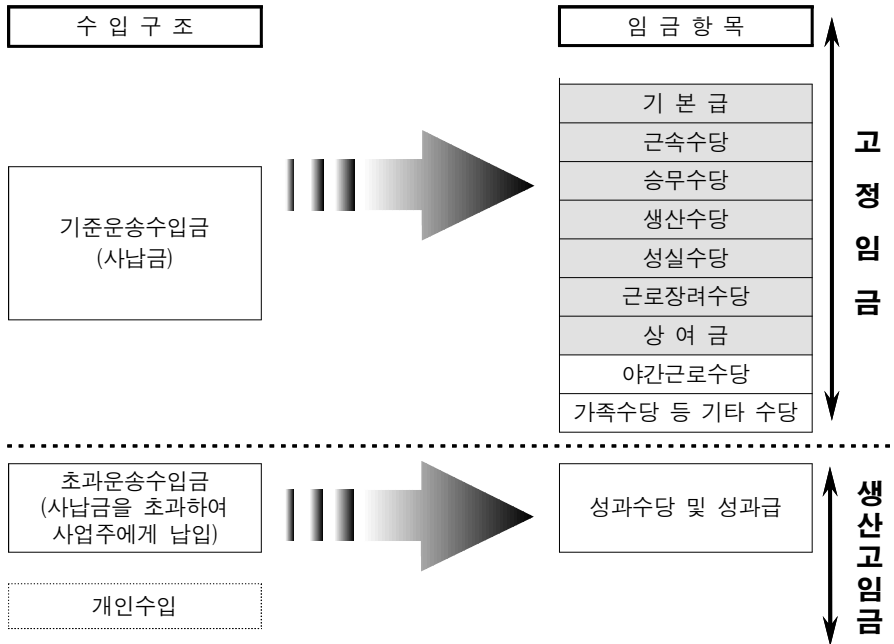 수 입 구 조
임 금 항 목
기준운송수입금
(사납금)
기 본 급
근속수당
승무수당
생산수당
성실수당
근로장려수당
상 여 금
야간근로수당
가족수당 등 기타 수당
고정임금
초과운송수입금
(사납금을 초과하여
사업주에게 납입)
성과수당 및 성과급
개인수입
생산고임금